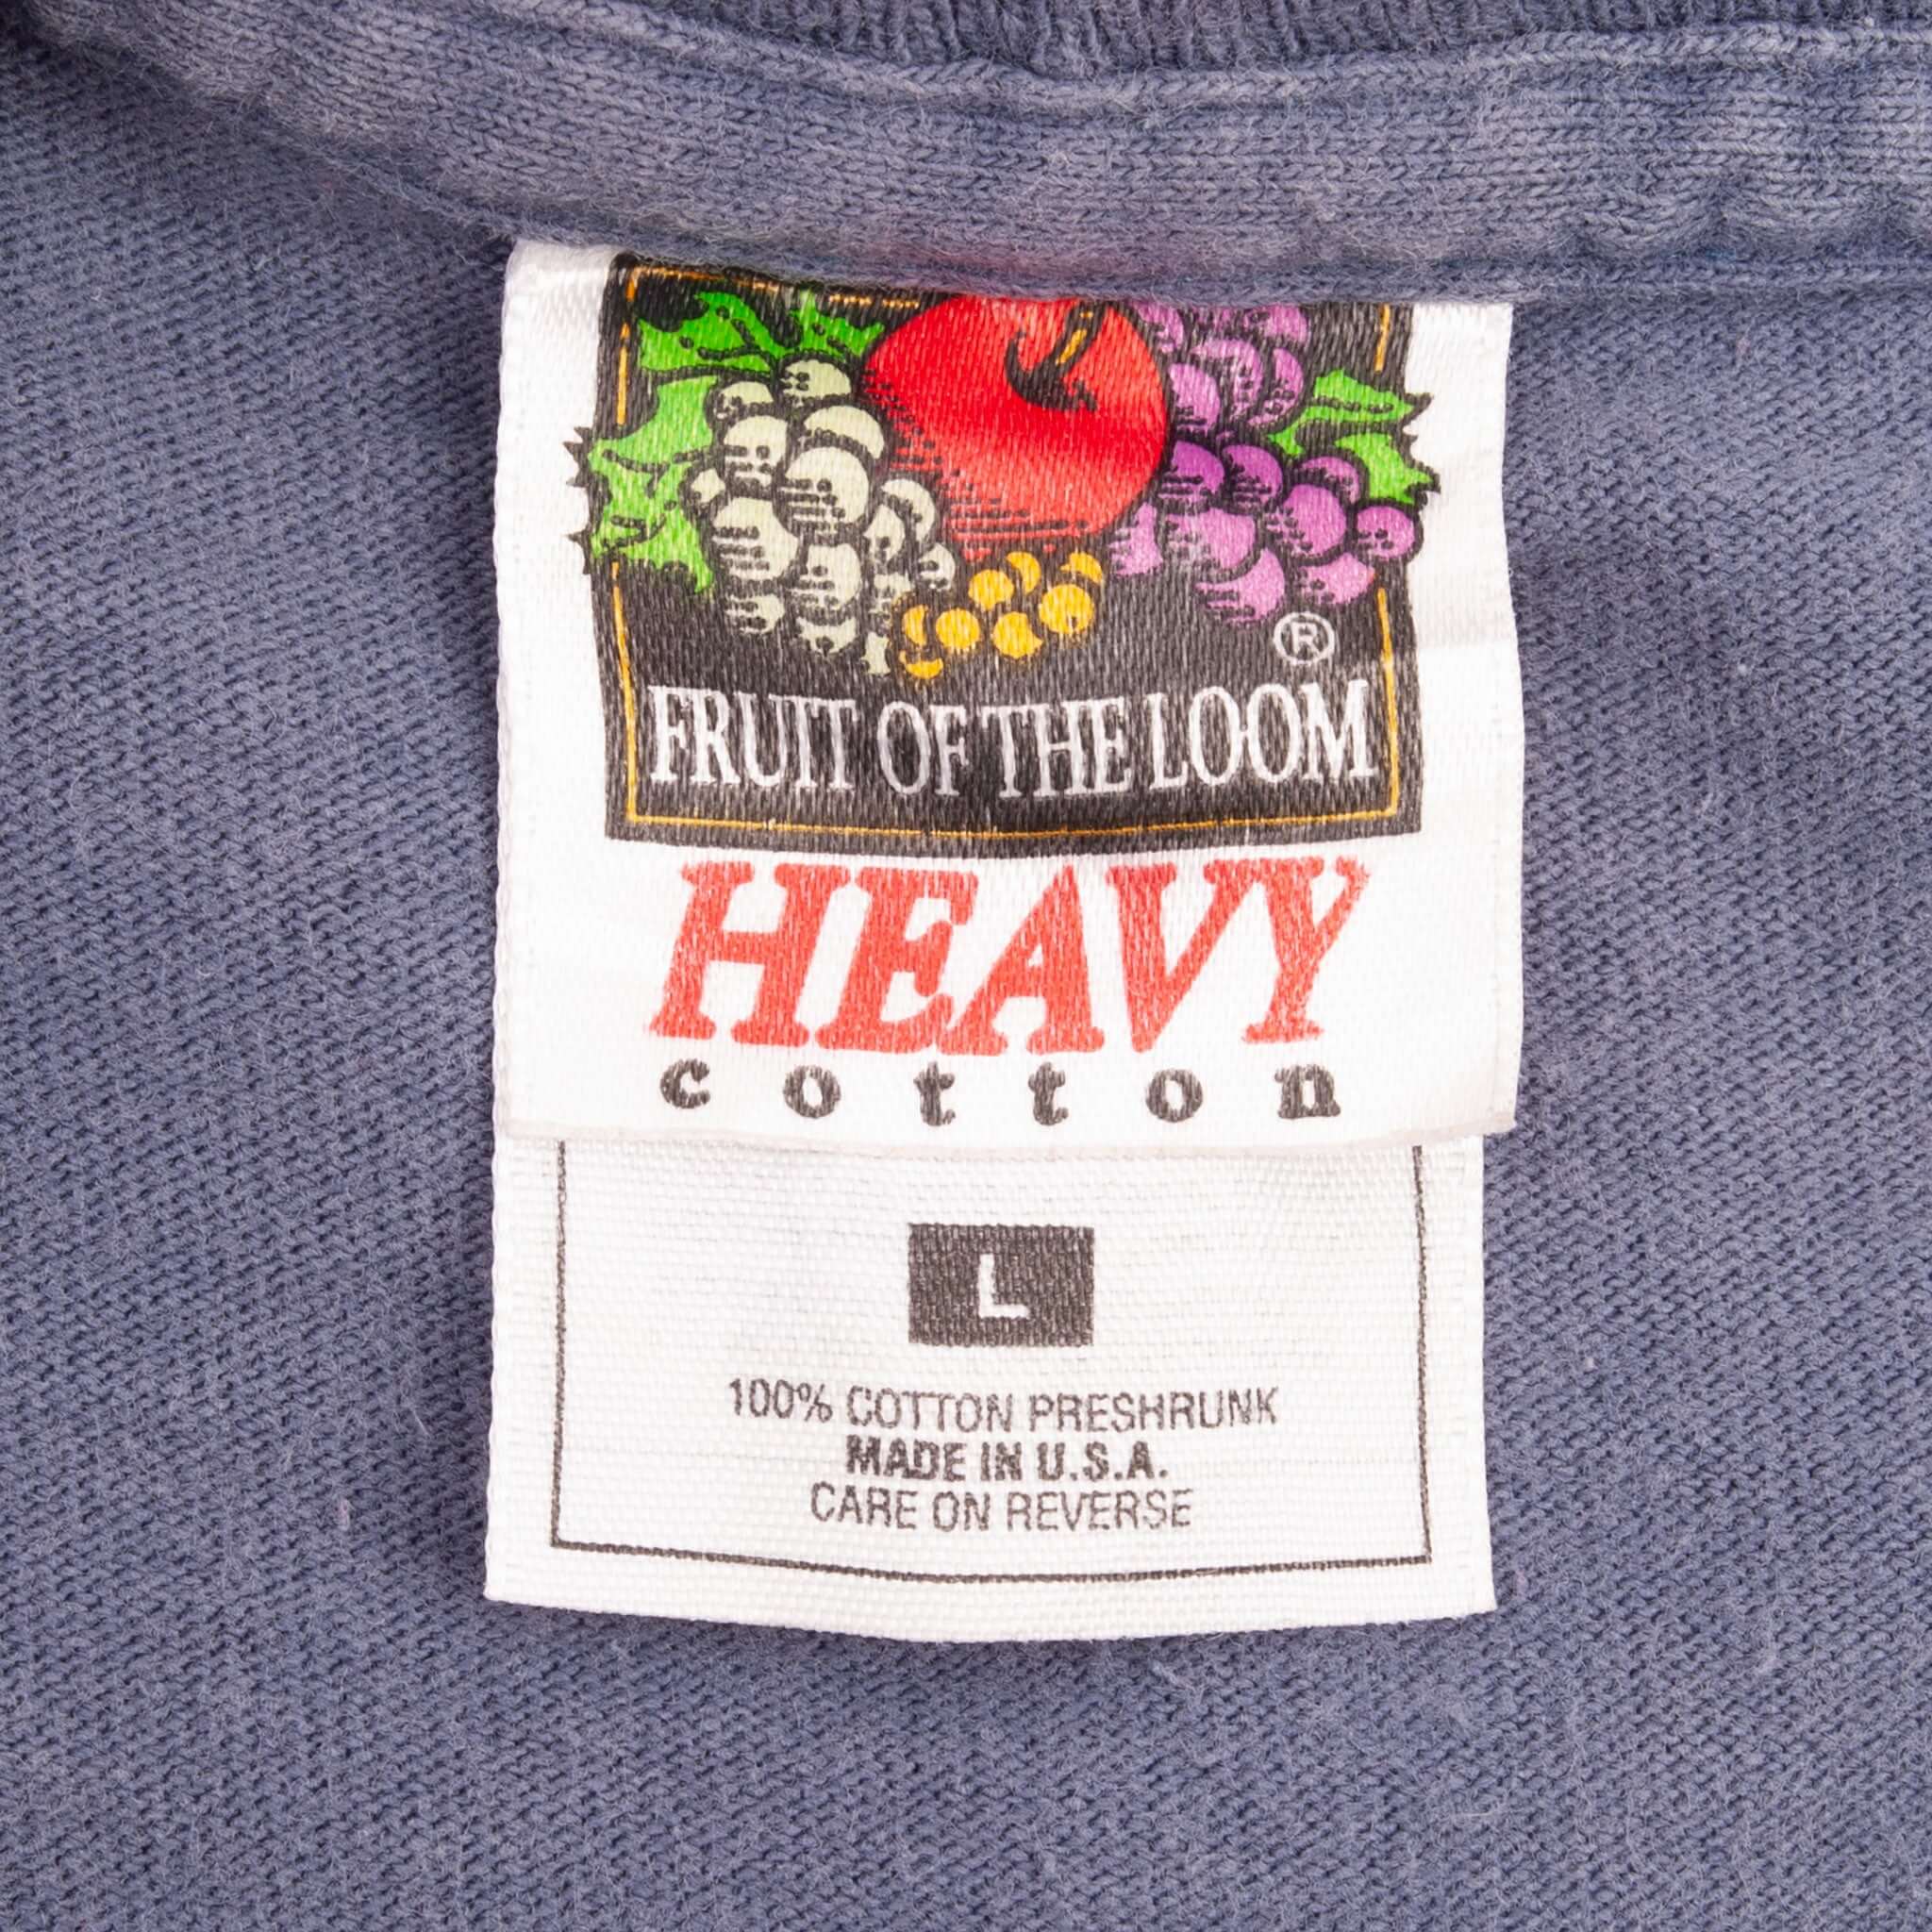 ®
FRUIT OF THE LOOM
HEAVY
cotton
L
100% COTTON PRESHRUNK
MADE IN U.S.A.
CARE ON REVERSE